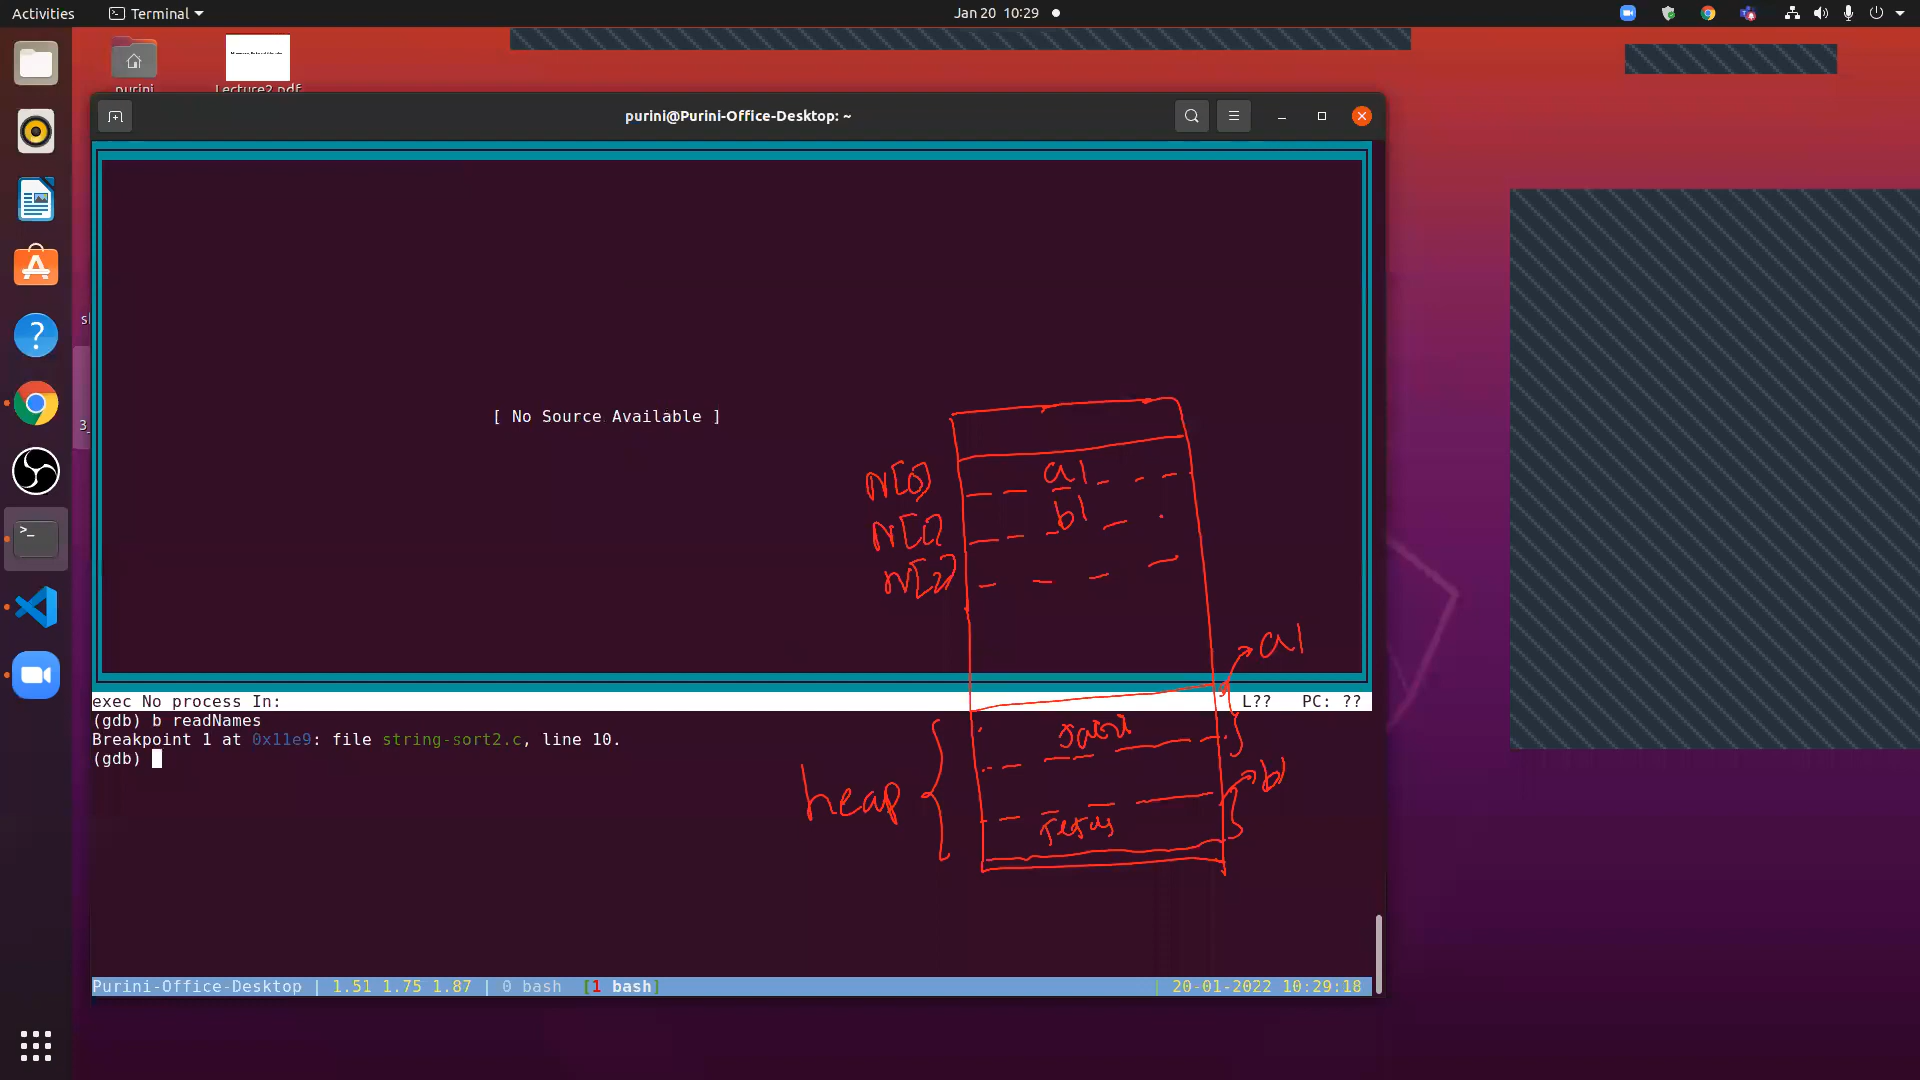 Activities
Terminal
Jan 20 10:29
purini
Lecture2.pdf
purini@Purini-Office-Desktop: ~
[ No Source Available ]
N[0] a1
N[1] b1
N[2]
a1
exec No process In: L?? PC: ??
(gdb) b readNames
Breakpoint 1 at 0x11e9: file string-sort2.c, line 10.
(gdb)
b1
heap
Purini-Office-Desktop | 1.51 1.75 1.87 | 0 bash [1 bash] | 20-01-2022 10:29:18